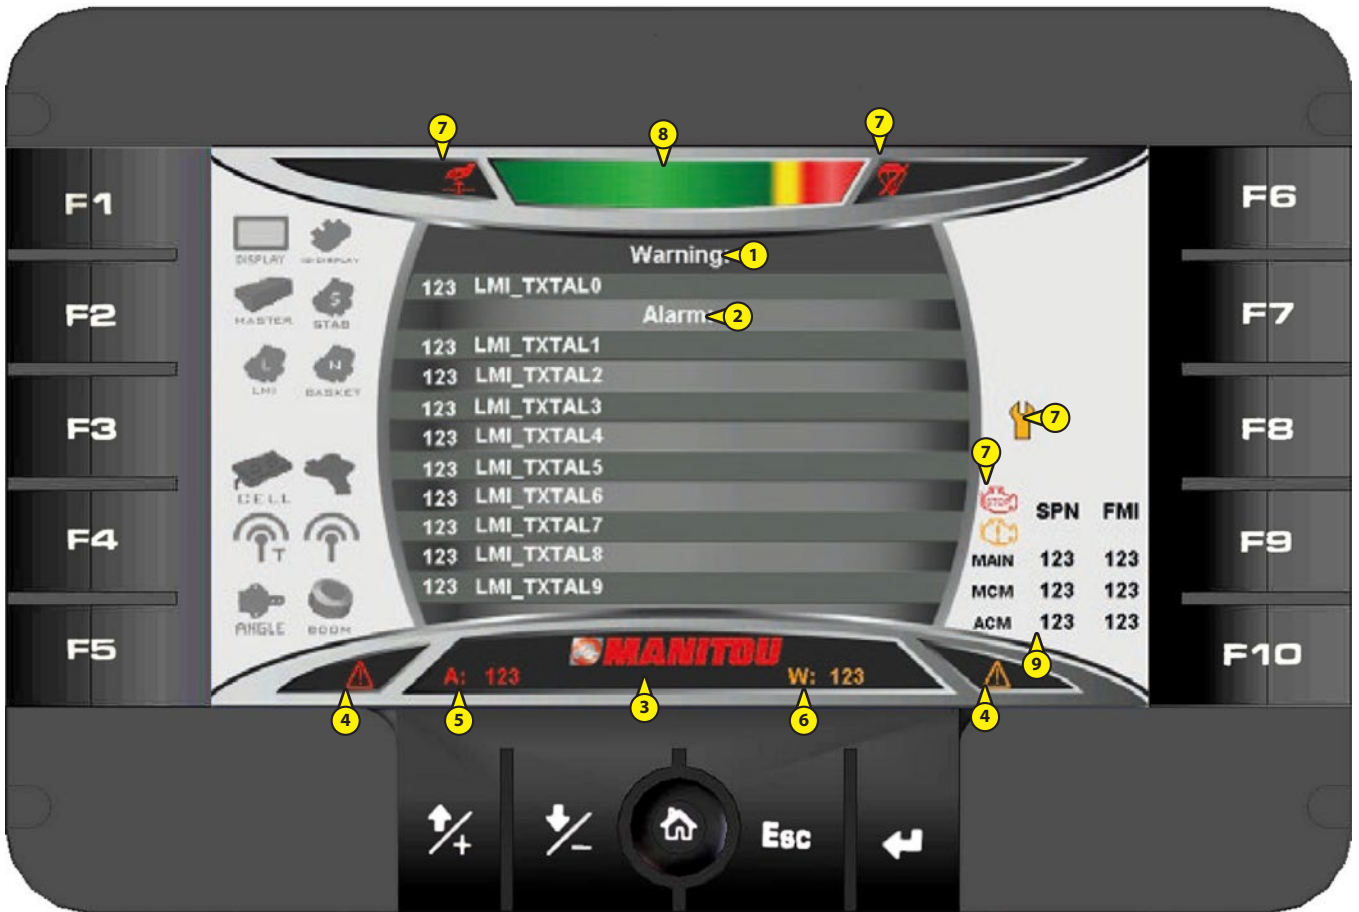 7
8
7
F1
F2
F3
F4
F5
F6
F7
F8
F9
F10
DISPLAY
MASTER
S
STAB
L
LMI
N
BASKET
CELL
T
ANGLE
BOOM
Warning: 1
123 LMI_TXTAL0
Alarm: 2
123 LMI_TXTAL1
123 LMI_TXTAL2
123 LMI_TXTAL3
123 LMI_TXTAL4
123 LMI_TXTAL5
123 LMI_TXTAL6
123 LMI_TXTAL7
123 LMI_TXTAL8
123 LMI_TXTAL9
7
7
STOP
SPN FMI
MAIN 123 123
MCM 123 123
ACM 123 123
9
MANITOU
A: 123
W: 123
4
5
3
6
4
+
−
Esc